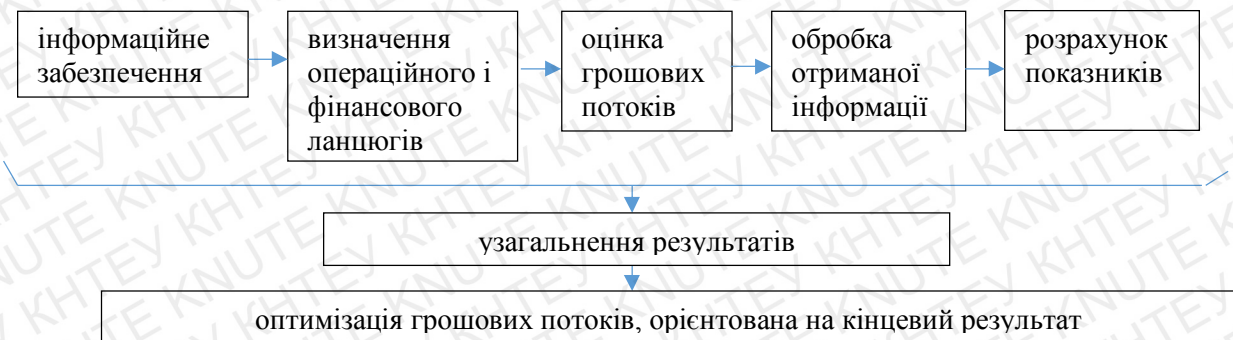 інформаційне
забезпечення
визначення
операційного і
фінансового
ланцюгів
оцінка
грошових
потоків
обробка
отриманої
інформації
розрахунок
показників
узагальнення результатів
оптимізація грошових потоків, орієнтована на кінцевий результат